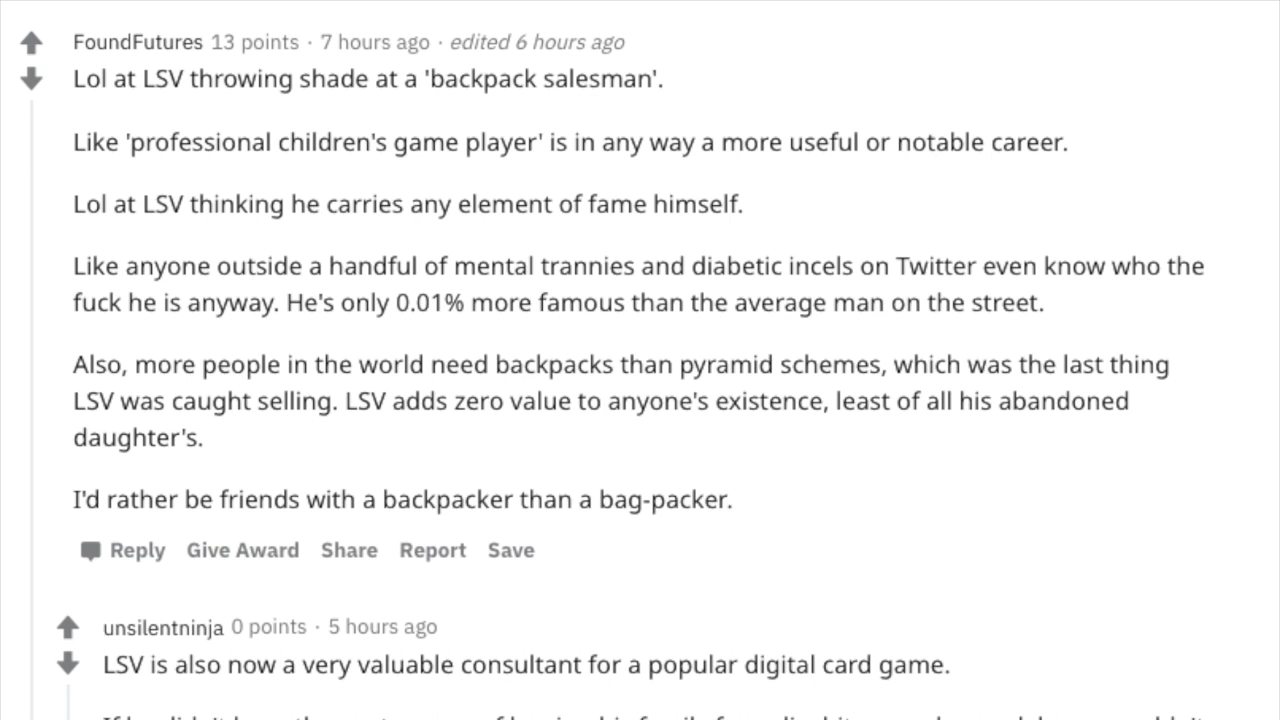 FoundFutures 13 points · 7 hours ago · edited 6 hours ago
Lol at LSV throwing shade at a 'backpack salesman'.
Like 'professional children's game player' is in any way a more useful or notable career.
Lol at LSV thinking he carries any element of fame himself.
Like anyone outside a handful of mental trannies and diabetic incels on Twitter even know who the
fuck he is anyway. He's only 0.01% more famous than the average man on the street.
Also, more people in the world need backpacks than pyramid schemes, which was the last thing
LSV was caught selling. LSV adds zero value to anyone's existence, least of all his abandoned
daughter's.
I'd rather be friends with a backpacker than a bag-packer.
Reply Give Award Share Report Save
unsilentninja 0 points · 5 hours ago
LSV is also now a very valuable consultant for a popular digital card game.